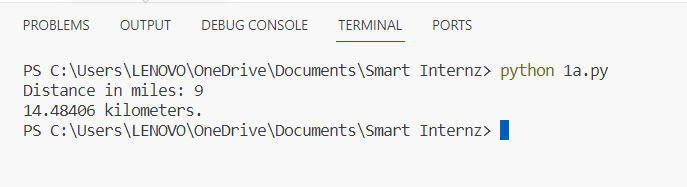 PROBLEMS OUTPUT DEBUG CONSOLE TERMINAL PORTS
PS C:\Users\LENOVO\OneDrive\Documents\Smart Internz> python 1a.py
Distance in miles: 9
14.48406 kilometers.
PS C:\Users\LENOVO\OneDrive\Documents\Smart Internz>